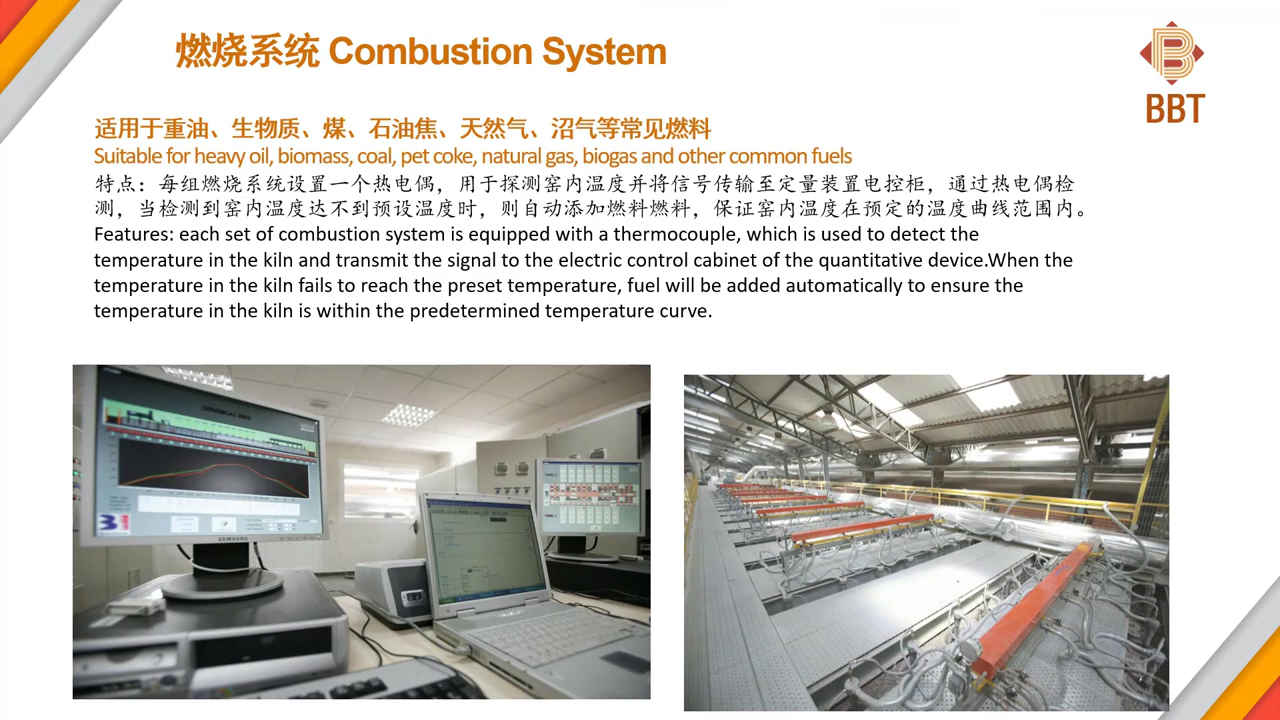 燃烧系统 Combustion System
BBT
适用于重油、生物质、煤、石油焦、天然气、沼气等常见燃料
Suitable for heavy oil, biomass, coal, pet coke, natural gas, biogas and other common fuels
特点：每组燃烧系统设置一个热电偶，用于探测窑内温度并将信号传输至定量装置电控柜，通过热电偶检
测，当检测到窑内温度达不到预设温度时，则自动添加燃料燃料，保证窑内温度在预定的温度曲线范围内。
Features: each set of combustion system is equipped with a thermocouple, which is used to detect the
temperature in the kiln and transmit the signal to the electric control cabinet of the quantitative device.When the
temperature in the kiln fails to reach the preset temperature, fuel will be added automatically to ensure the
temperature in the kiln is within the predetermined temperature curve.
SAMSUNG